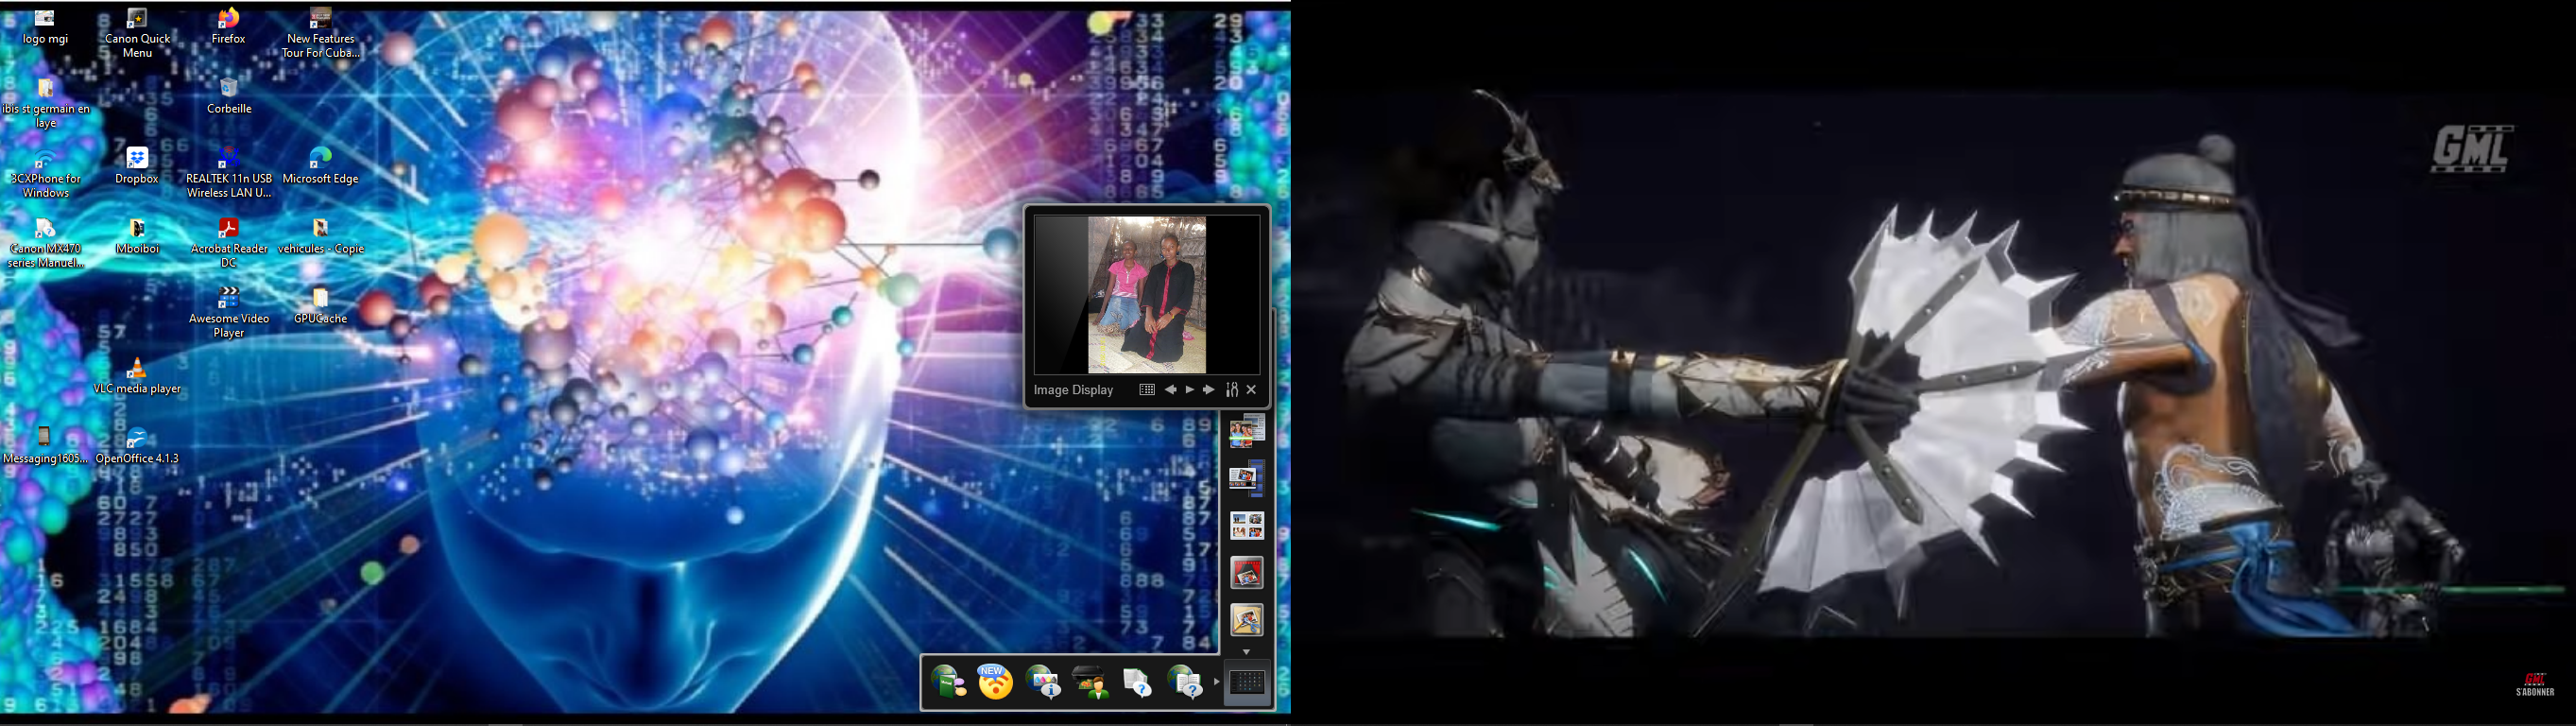 logo mgi
Canon Quick
Menu
Firefox
New Features
Tour For Cuba...
ibis st germain en
laye
Corbeille
3CXPhone for
Windows
Dropbox
REALTEK 11n USB
Wireless LAN U...
Microsoft Edge
Canon MX470
series Manuel...
Mboiboi
Acrobat Reader
DC
vehicules - Copie
Awesome Video
Player
GPUCache
VLC media player
Messaging1605...
OpenOffice 4.1.3
Image Display
NEW
GML
GML
S'ABONNER